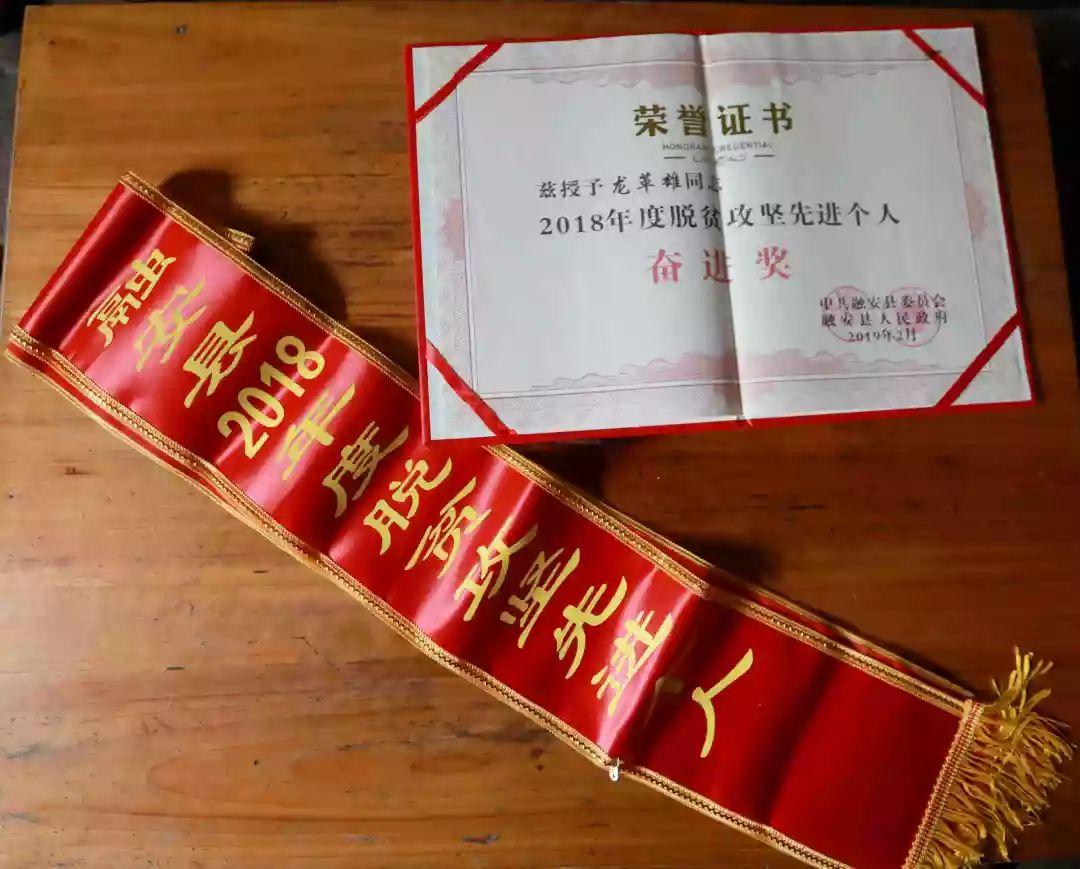 荣誉证书
HONORARY CREDENTIAL
兹授予龙革雄同志
2018年度脱贫攻坚先进个人
奋进奖
中共融安县委员会
融安县人民政府
2019年2月
融安县2018年度脱贫攻坚先进个人